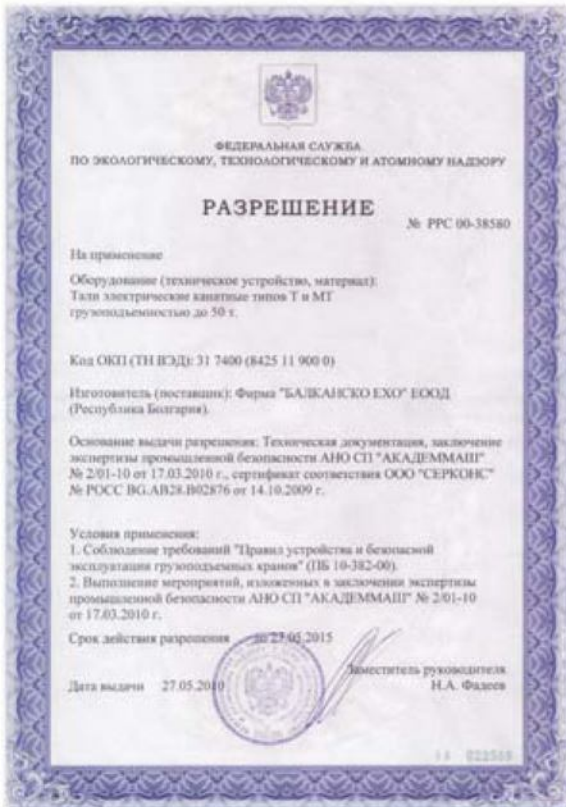 ФЕДЕРАЛЬНАЯ СЛУЖБА
ПО ЭКОЛОГИЧЕСКОМУ, ТЕХНОЛОГИЧЕСКОМУ И АТОМНОМУ НАДЗОРУ
РАЗРЕШЕНИЕ
№ РРС 00-38580
На применение
Оборудование (техническое устройство, материал):
Тали электрические канатные типов Т и МТ
грузоподъемностью до 50 т.
Код ОКП (ТН ВЭД): 31 7400 (8425 11 900 0)
Изготовитель (поставщик): Фирма "БАЛКАНСКО ЕХО" ЕООД
(Республика Болгария).
Основание выдачи разрешения: Техническая документация, заключение
экспертизы промышленной безопасности АНО СП "АКАДЕММАШ"
№ 2/01-10 от 17.03.2010 г., сертификат соответствия ООО "СЕРКОНС"
№ РОСС BG.АВ28.В02876 от 14.10.2009 г.
Условия применения:
1. Соблюдение требований "Правил устройства и безопасной
эксплуатации грузоподъемных кранов" (ПБ 10-382-00).
2. Выполнение мероприятий, изложенных в заключении экспертизы
промышленной безопасности АНО СП "АКАДЕММАШ" № 2/01-10
от 17.03.2010 г.
Срок действия разрешения до 27.05.2015
Заместитель руководителя
Дата выдачи 27.05.2010 Н.А. Фадеев